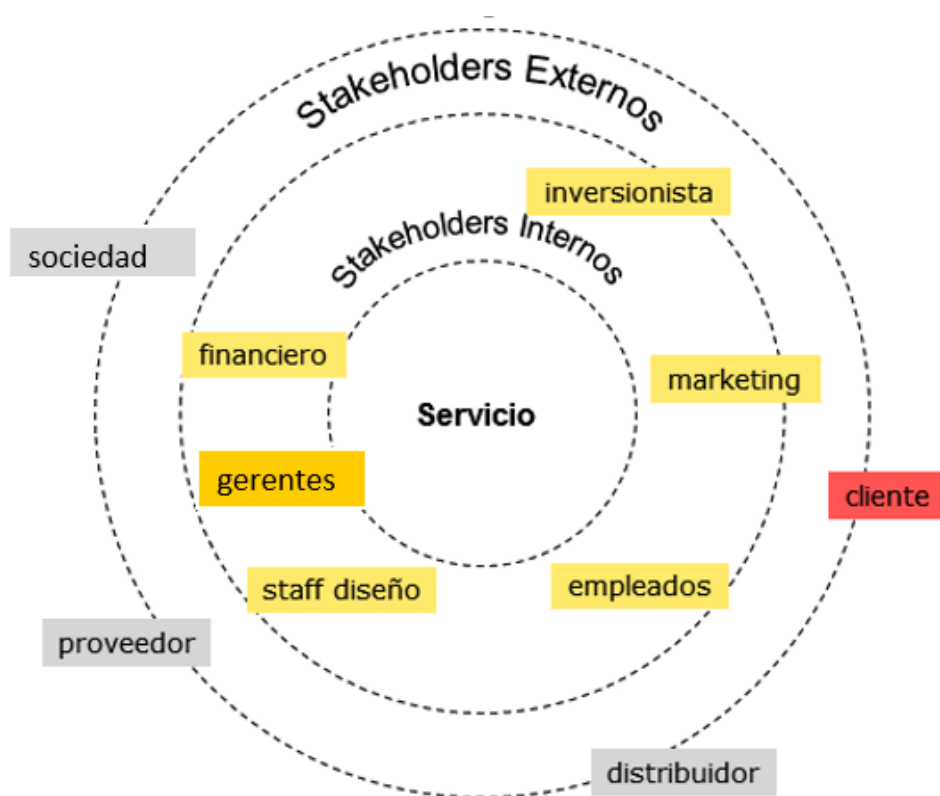 Stakeholders Externos
inversionista
Stakeholders Internos
sociedad
financiero
marketing
Servicio
gerentes
cliente
staff diseño
empleados
proveedor
distribuidor